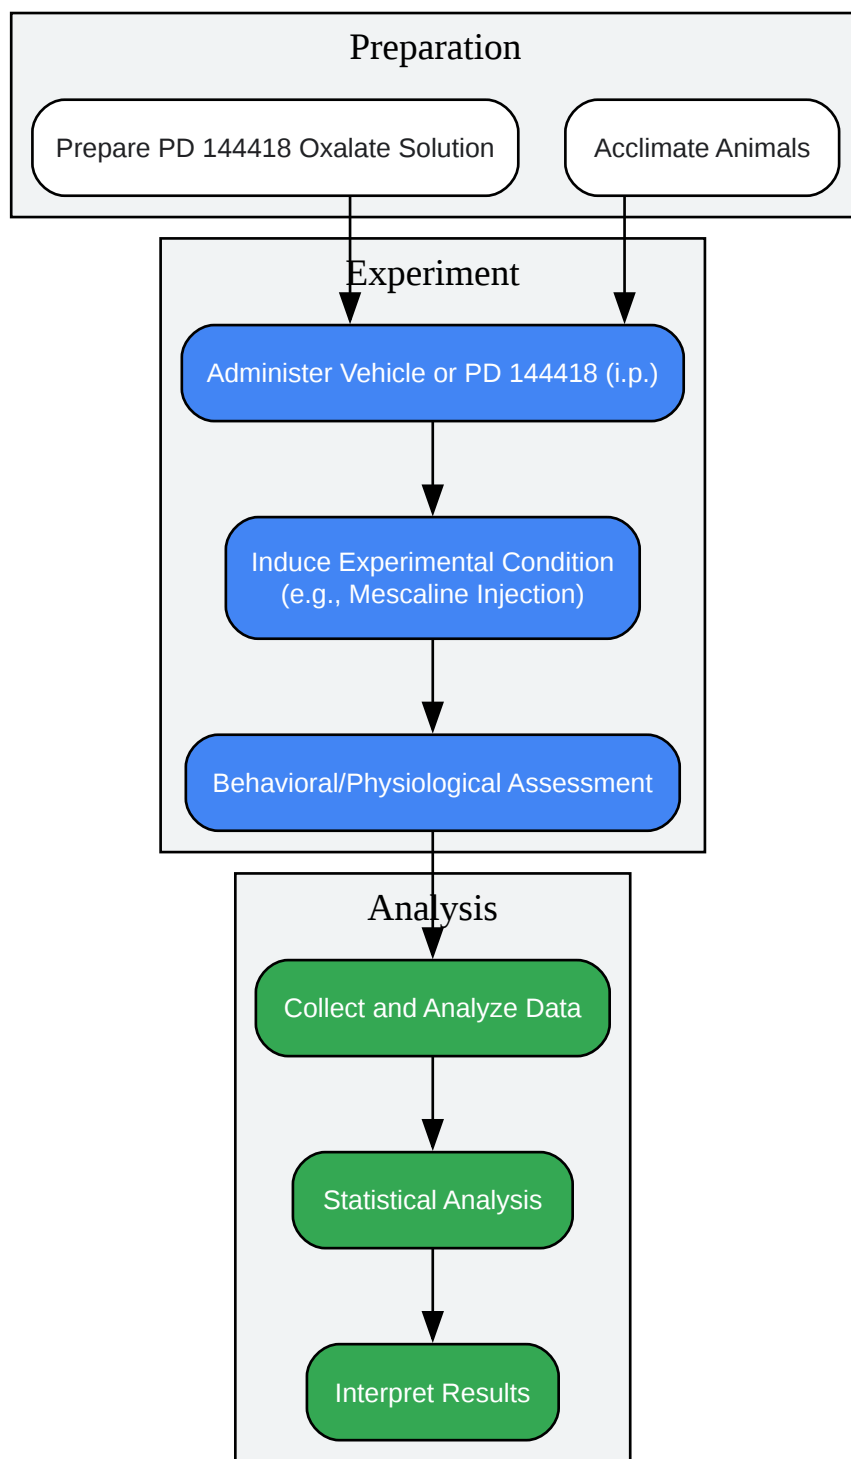 Preparation
Prepare PD 144418 Oxalate Solution
Acclimate Animals
Experiment
Administer Vehicle or PD 144418 (i.p.)
Induce Experimental Condition
(e.g., Mescaline Injection)
Behavioral/Physiological Assessment
Analysis
Collect and Analyze Data
Statistical Analysis
Interpret Results